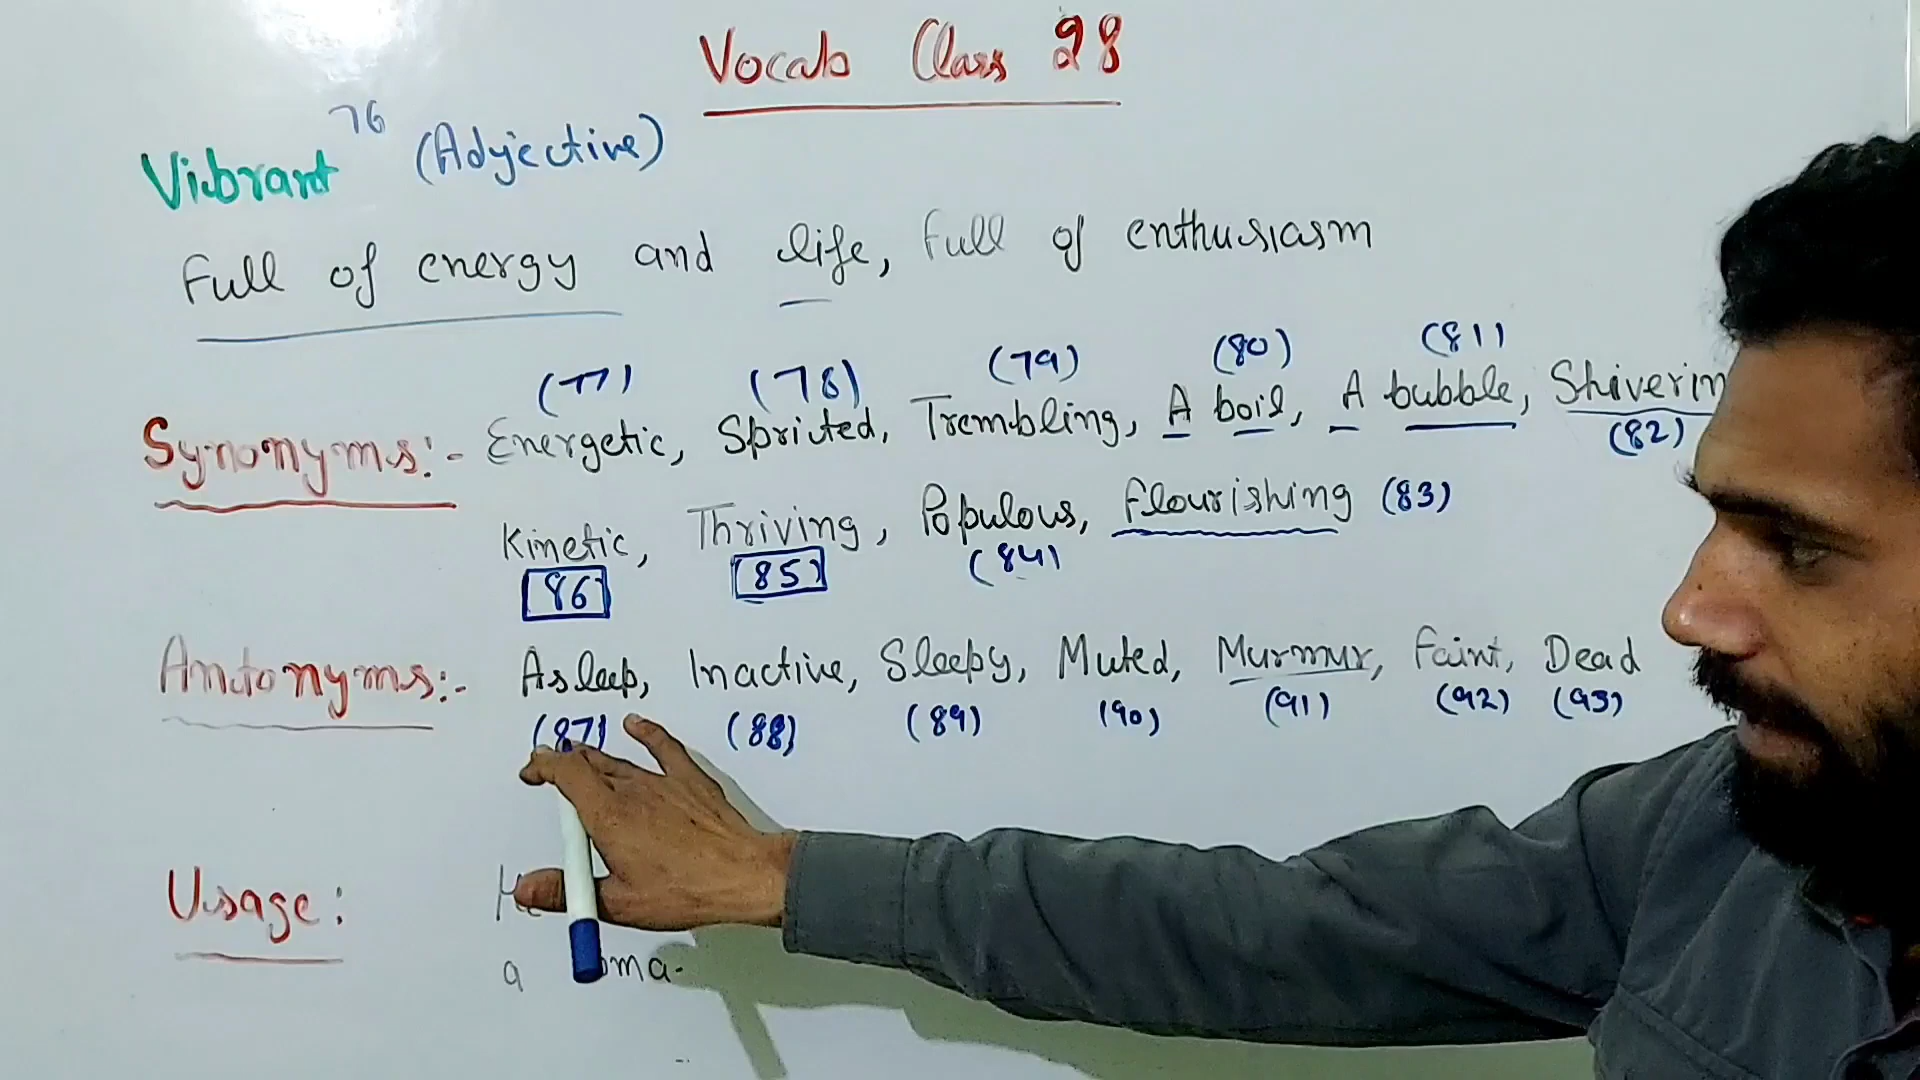 Vocab Class 28
76
Vibrant (Adjective)
Full of energy and life, Full of enthusiasm
(77) (78) (79) (80) (81)
Synonyms:- Energetic, Spriuted, Trembling, A boil, A bubble, Shiverin
(82)
Kinetic, Thriving, Populous, Flourishing (83)
86 (85) (84)
Antonyms:- Asleep, Inactive, Sleepy, Muted, Murmur, Faint, Dead
(87) (88) (89) (90) (91) (92) (93)
Usage:
a